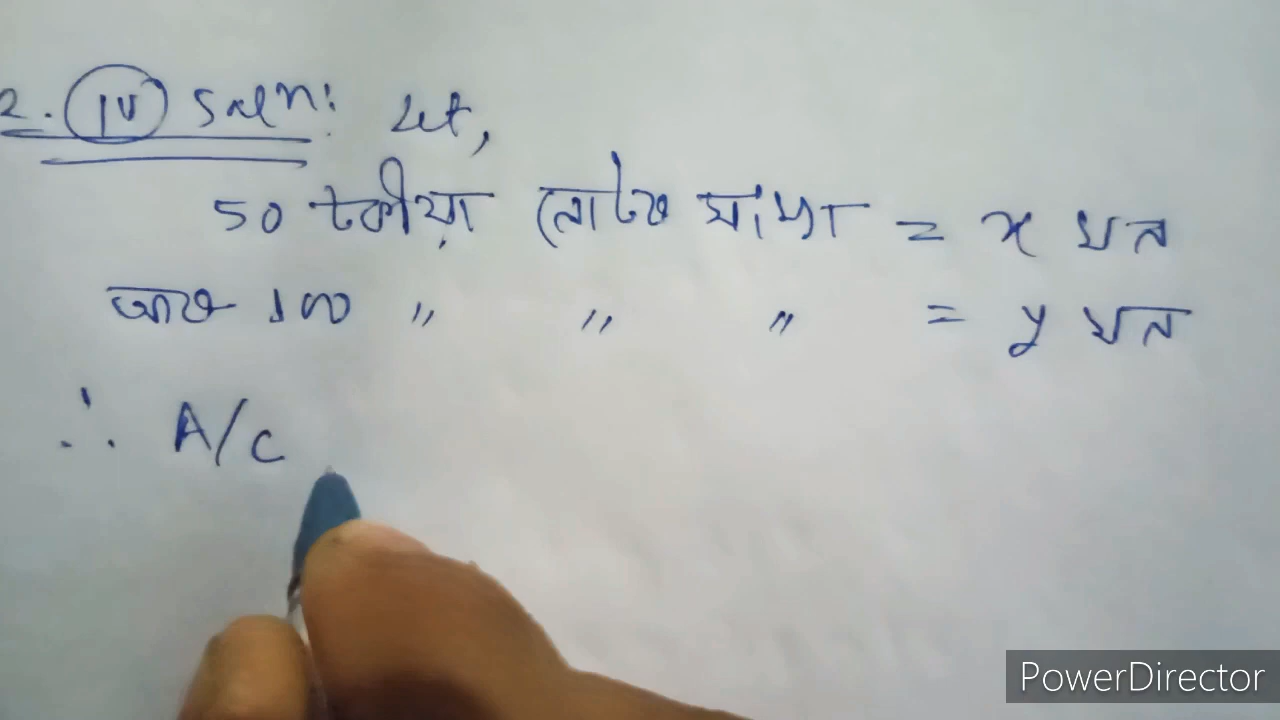 2. (iv) Soln: Let,
50 টকীয়া নোটৰ সংখ্যা = x খন
আৰু 100 " " " = y খন
∴ A/C
PowerDirector